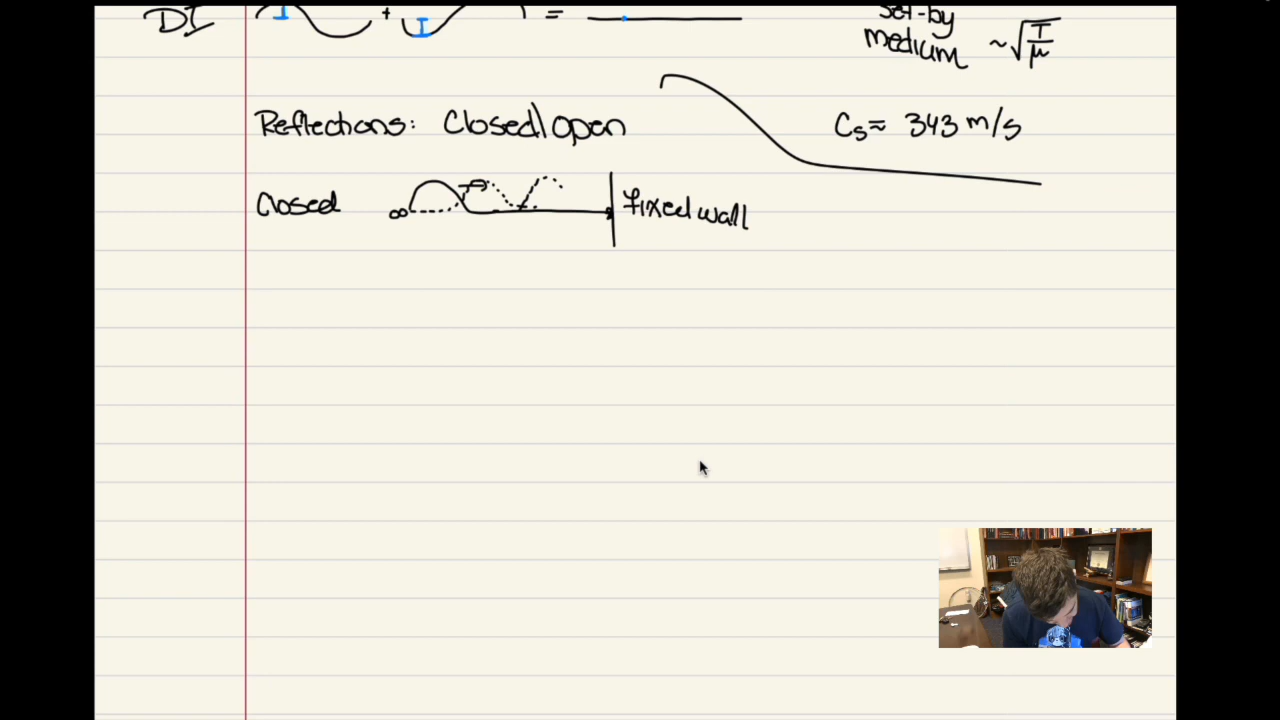 DI + = set-by
medium ~√T/μ
Reflections: Closed\open Cs≈ 343 m/s
Closed ∞ fixed wall